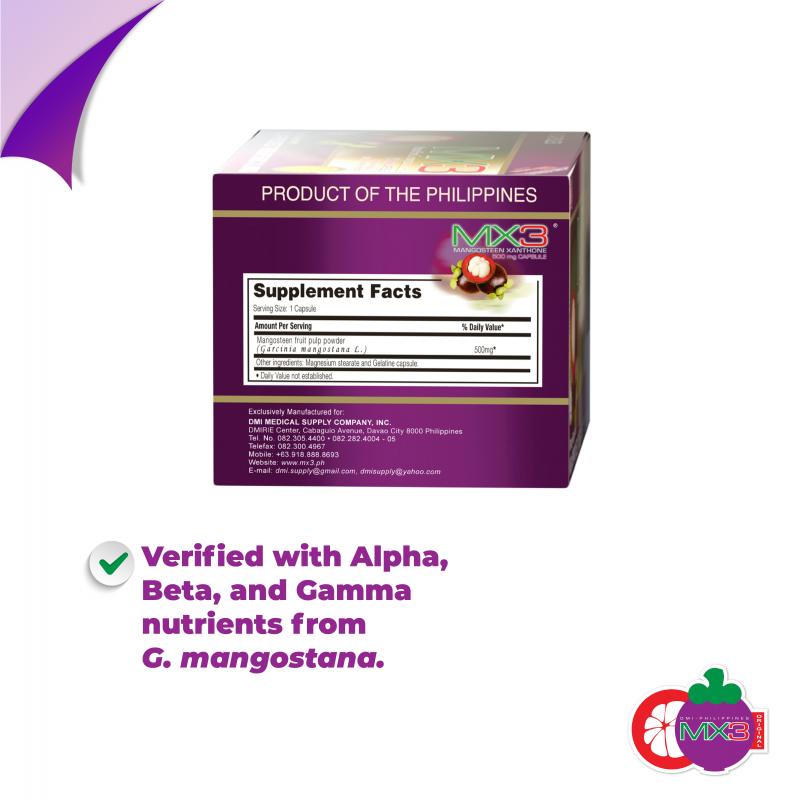 PRODUCT OF THE PHILIPPINES
MX3®
MANGOSTEEN XANTHONE
500 mg CAPSULE
Supplement Facts
Serving Size: 1 Capsule
Amount Per Serving % Daily Value*
Mangosteen fruit pulp powder
(Garcinia mangostana L.) 500mg*
Other ingredients: Magnesium stearate and Gelatine capsule
• Daily Value not established.
Exclusively Manufactured for:
DMI MEDICAL SUPPLY COMPANY, INC.
DMIRIE Center, Cabaguio Avenue, Davao City 8000 Philippines
Tel. No. 082.305.4400 • 082.282.4004 - 05
Telefax: 082.300.4967
Mobile: +63.918.888.8693
Website: www.mx3.ph
E-mail: dmi.supply@gmail.com, dmisupply@yahoo.com
Verified with Alpha,
Beta, and Gamma
nutrients from
G. mangostana.
DMI-PHILIPPINES
MX3
ORIGINAL